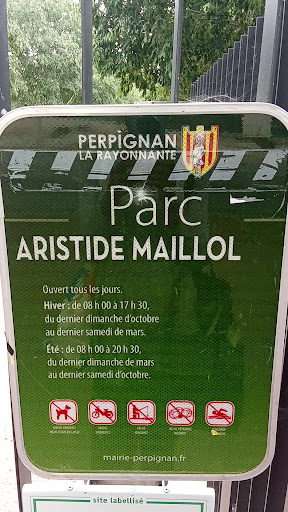 PERPIGNAN
LA RAYONNANTE
Parc
ARISTIDE MAILLOL
Ouvert tous les jours.
Hiver : de 08 h 00 à 17 h 30,
du dernier dimanche d'octobre
au dernier samedi de mars.
Été : de 08 h 00 à 20 h 30,
du dernier dimanche de mars
au dernier samedi d'octobre.
mairie-perpignan.fr
site labellisé